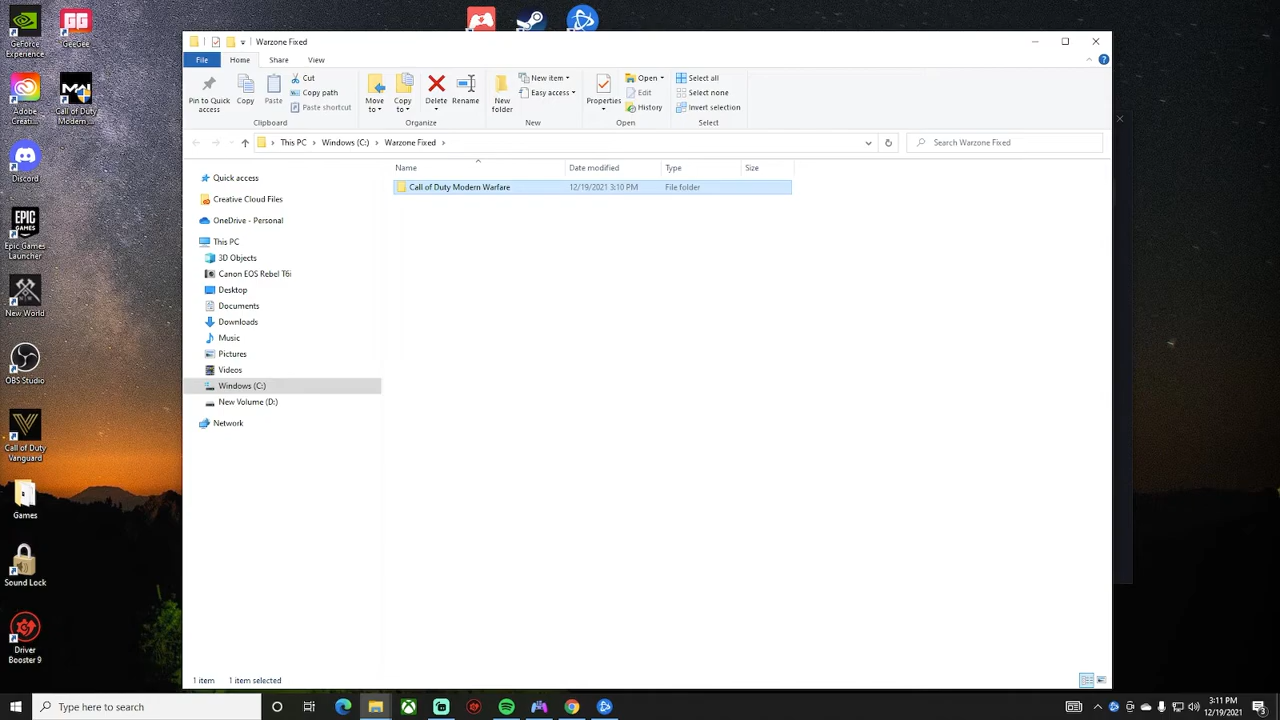 GeForce
Experience
GeeGee
Adobe
Creati...
Call of Duty
Modern ...
Discord
Epic Games
Launcher
New World
OBS Studio
Call of Duty
Vanguard
Games
Sound Lock
Driver
Booster 9
Warzone Fixed
File Home Share View
Pin to Quick
access
Copy
Paste
Cut
Copy path
Paste shortcut
Clipboard
Move
to
Copy
to
Delete
Rename
Organize
New
folder
New item
Easy access
New
Properties
Open
Edit
History
Open
Select all
Select none
Invert selection
Select
This PC > Windows (C:) > Warzone Fixed >
Search Warzone Fixed
Name Date modified Type Size
Call of Duty Modern Warfare 12/19/2021 3:10 PM File folder
Quick access
Creative Cloud Files
OneDrive - Personal
This PC
3D Objects
Canon EOS Rebel T6i
Desktop
Documents
Downloads
Music
Pictures
Videos
Windows (C:)
New Volume (D:)
Network
1 item 1 item selected
Type here to search
3:11 PM
12/19/2021